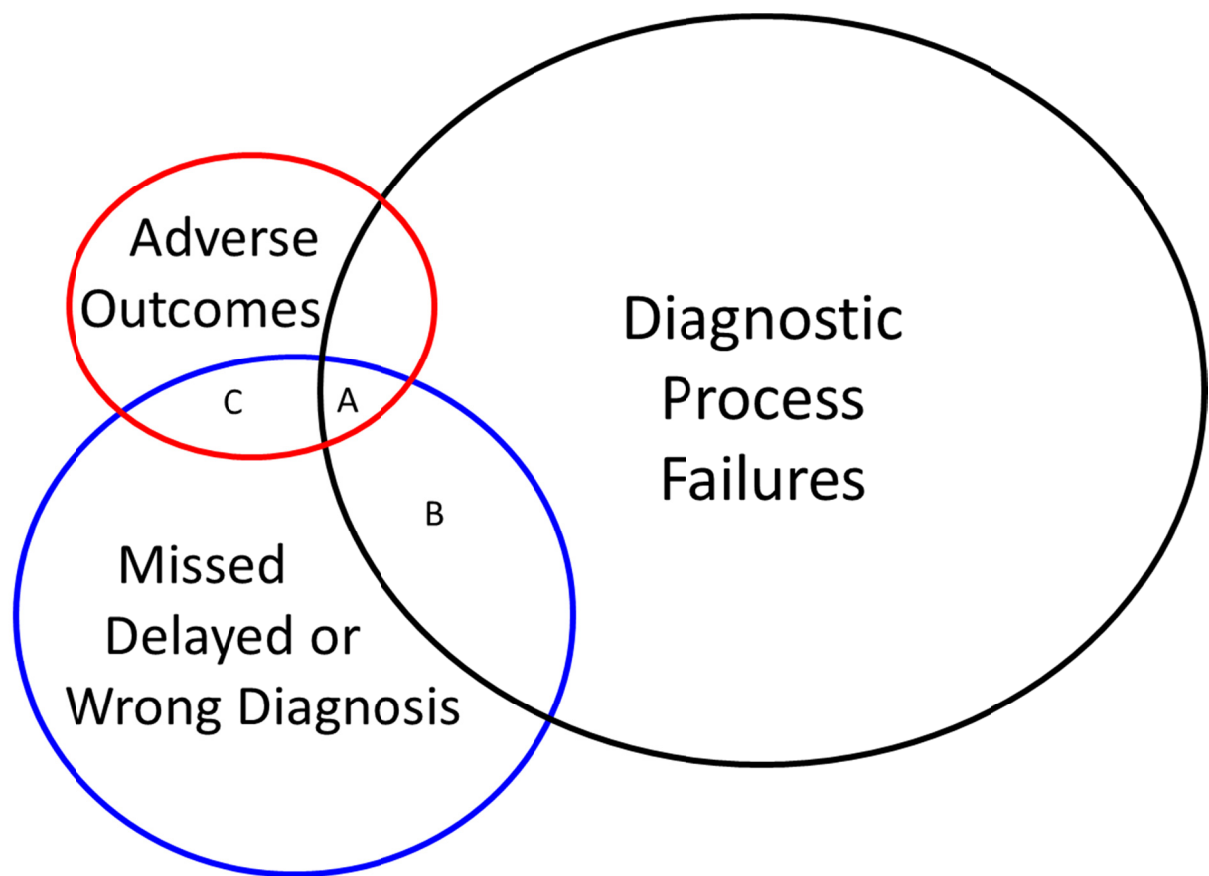 Adverse
Outcomes
Diagnostic
Process
Failures
C
A
B
Missed
Delayed or
Wrong Diagnosis